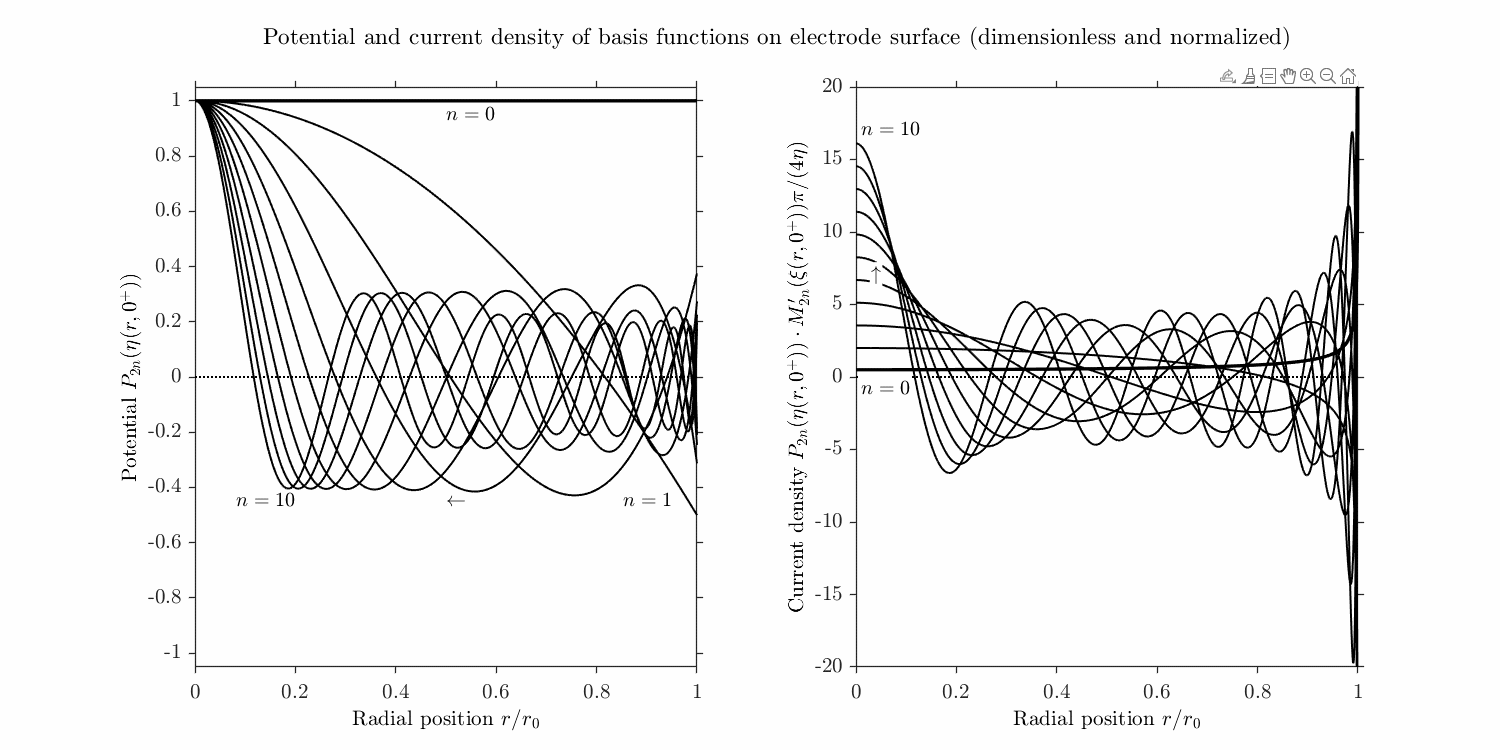 Potential and current density of basis functions on electrode surface (dimensionless and normalized)
Potential P₂ₙ(η(r, 0⁺))
1
0.8
0.6
0.4
0.2
0
-0.2
-0.4
-0.6
-0.8
-1
n = 0
n = 10
←
n = 1
0 0.2 0.4 0.6 0.8 1
Radial position r/r₀
Current density P₂ₙ(η(r, 0⁺)) · M′₂ₙ(ξ(r, 0⁺))π/(4η)
20
15
10
5
0
-5
-10
-15
-20
n = 10
↑
n = 0
0 0.2 0.4 0.6 0.8 1
Radial position r/r₀